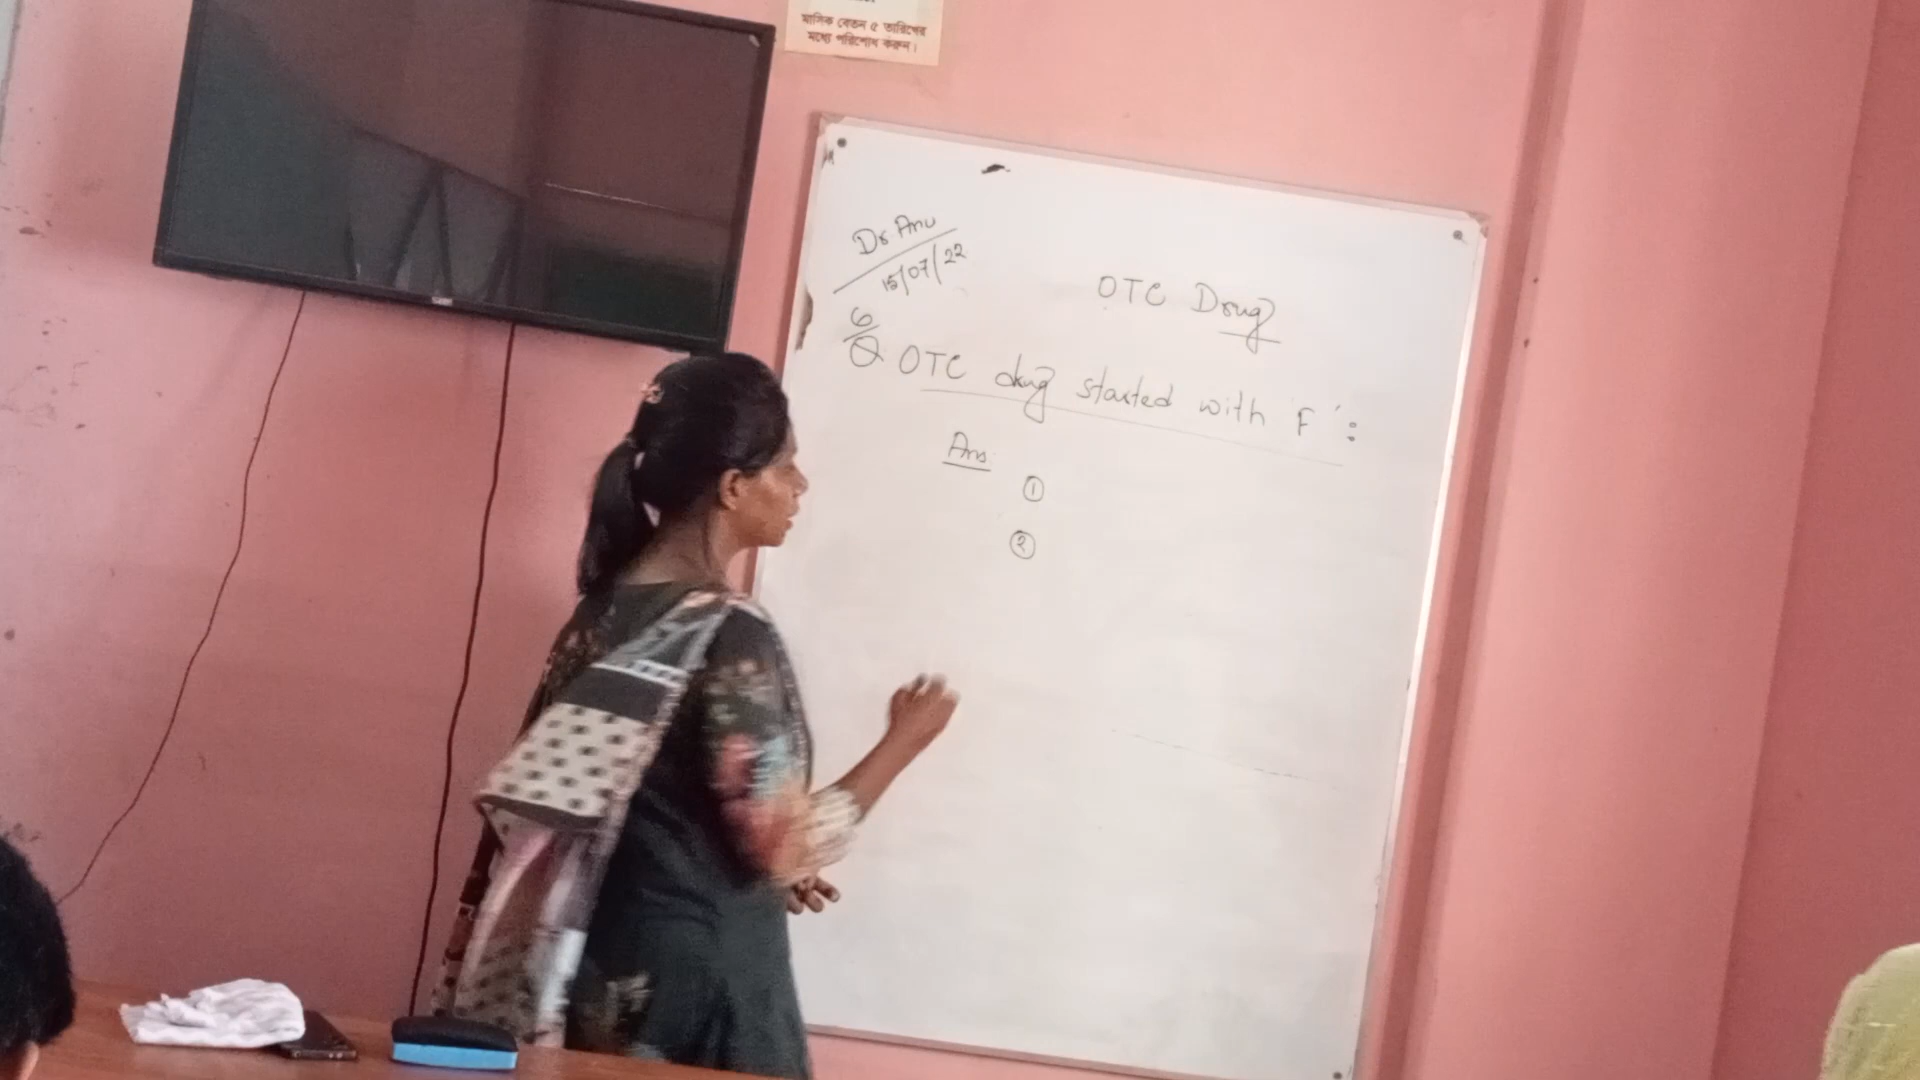 মাসিক বেতন ৫ তারিখের
মধ্যে পরিশোধ করুন।
Dr Anu
15/07/22
OTC Drug
6
Q OTC drug started with 'F':
Ans.
①
②